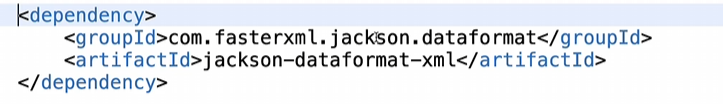 <dependency>
    <groupId>com.fasterxml.jackson.dataformat</groupId>
    <artifactId>jackson-dataformat-xml</artifactId>
</dependency>